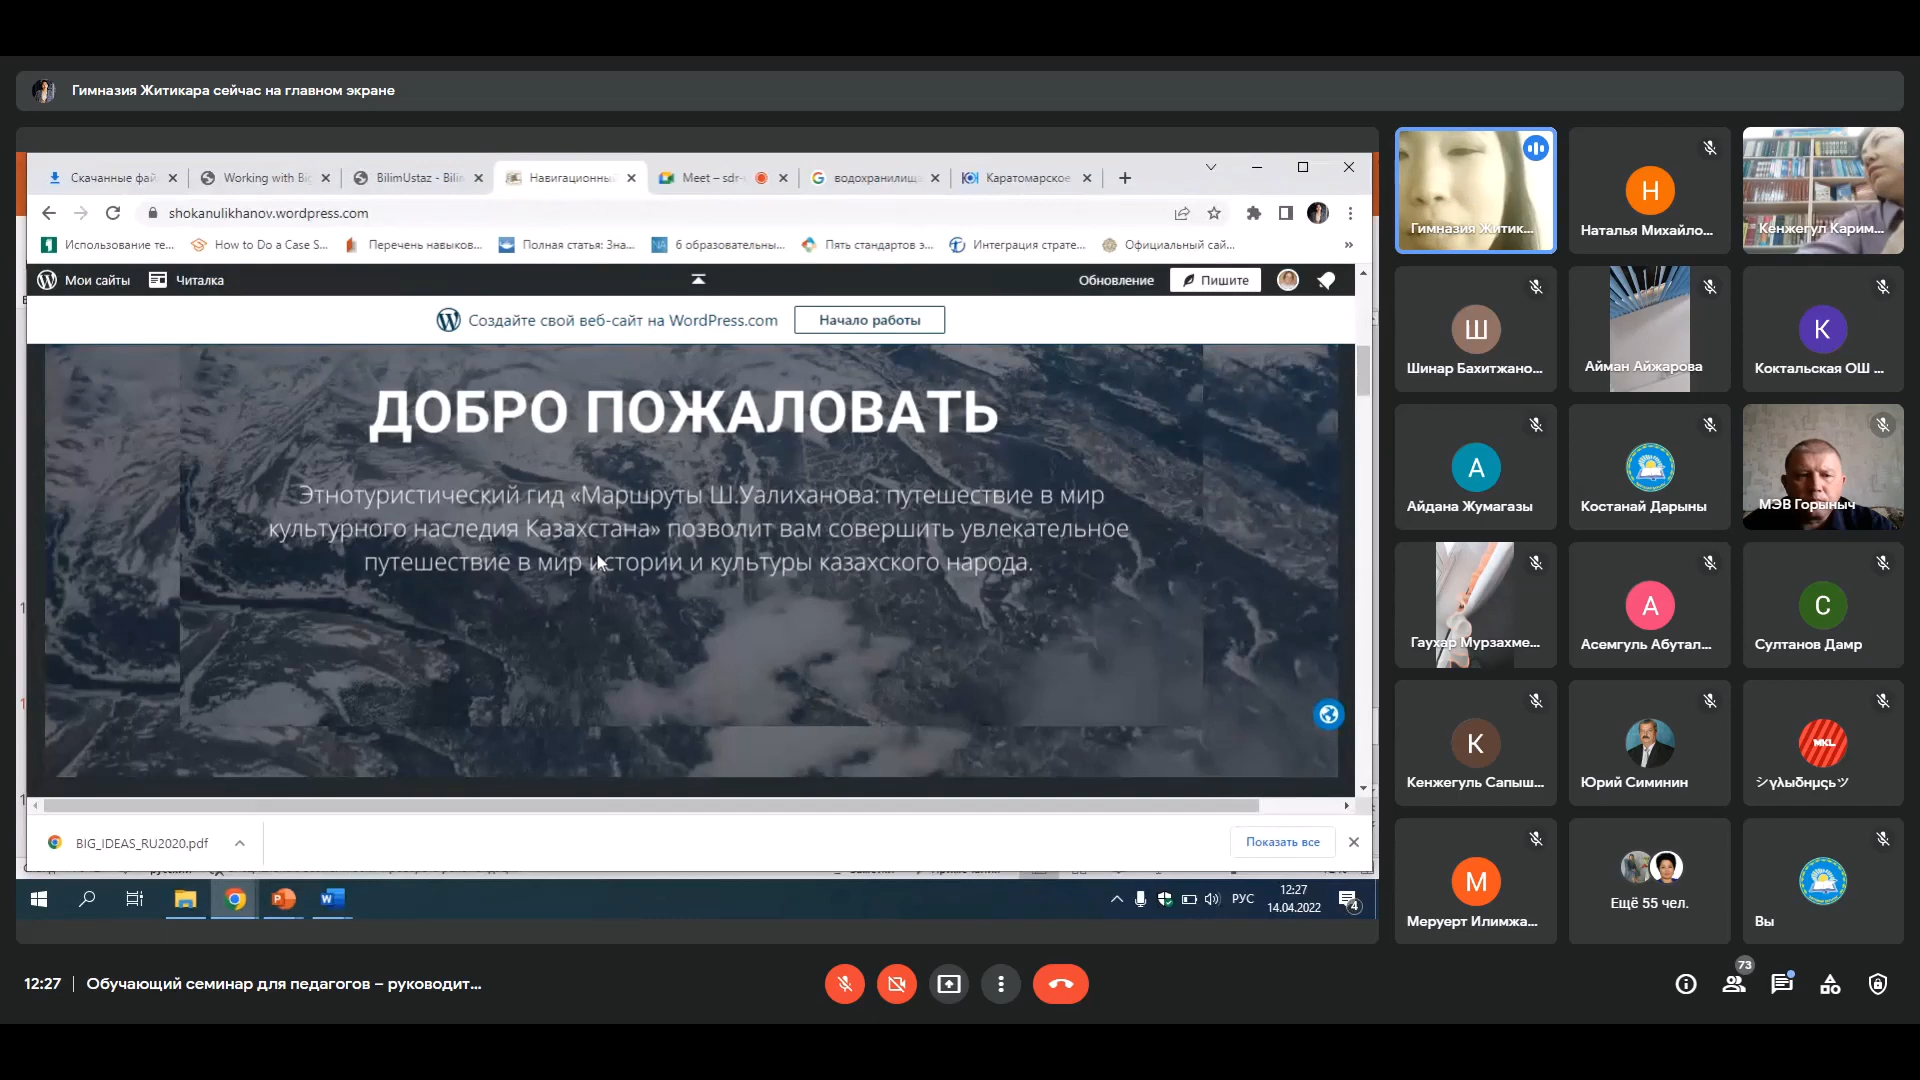 Гимназия Житикара сейчас на главном экране
Скачанные фай
Working with Big
BilimUstaz - Bilim
Навигационны
Meet – sdr-
водохранилищ
Каратомарское
shokanulikhanov.wordpress.com
Использование те...
How to Do a Case S...
Перечень навыков...
Полная статья: Зна...
6 образовательны...
Пять стандартов э...
Интеграция страте...
Официальный сай...
»
Мои сайты
Читалка
Обновление
Пишите
Создайте свой веб-сайт на WordPress.com
Начало работы
ДОБРО ПОЖАЛОВАТЬ
Этнотуристический гид «Маршруты Ш.Уалиханова: путешествие в мир
культурного наследия Казахстана» позволит вам совершить увлекательное
путешествие в мир истории и культуры казахского народа.
BIG_IDEAS_RU2020.pdf
Показать все
РУС
12:27
14.04.2022
4
Гимназия Житик...
Н
Наталья Михайло...
Кенжегул Карим...
Ш
Шинар Бахитжано...
Айман Айжарова
К
Коктальская ОШ ...
А
Айдана Жумагазы
Костанай Дарыны
МЭВ Горыныч
Гаухар Мурзахме...
А
Асемгуль Абутал...
С
Султанов Дамр
К
Кенжегуль Сапыш...
Юрий Симинин
MKL
М
Меруерт Илимжа...
Ещё 55 чел.
Вы
12:27
Обучающий семинар для педагогов – руководит...
73